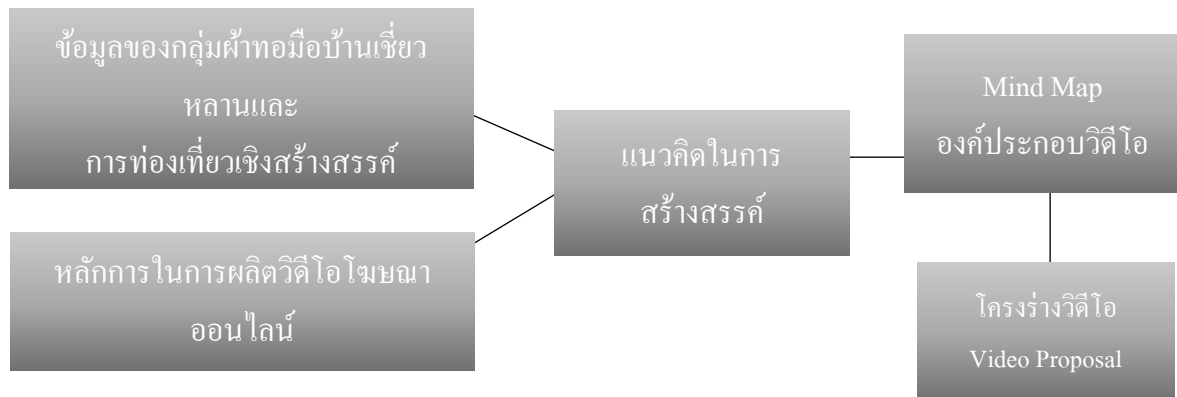 ข้อมูลของกลุ่มผ้าทอมือบ้านเชี่ยว
หลานและ
การท่องเที่ยวเชิงสร้างสรรค์
หลักการในการผลิตวิดีโอโฆษณา
ออนไลน์
แนวคิดในการ
สร้างสรรค์
Mind Map
องค์ประกอบวิดีโอ
โครงร่างวิดีโอ
Video Proposal